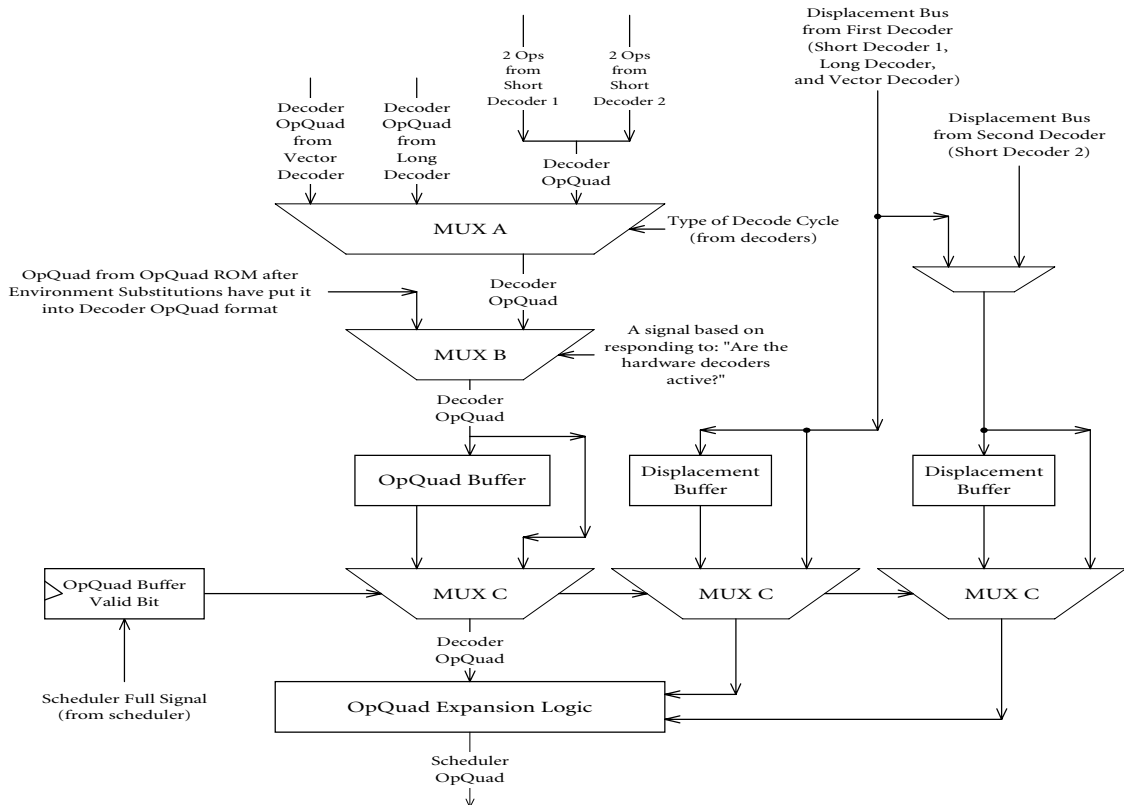 Displacement Bus
from First Decoder
(Short Decoder 1,
Long Decoder,
and Vector Decoder)
2 Ops
from
Short
Decoder 1
2 Ops
from
Short
Decoder 2
Decoder
OpQuad
from
Vector
Decoder
Decoder
OpQuad
from
Long
Decoder
Displacement Bus
from Second Decoder
(Short Decoder 2)
Decoder
OpQuad
MUX A
Type of Decode Cycle
(from decoders)
OpQuad from OpQuad ROM after
Environment Substitutions have put it
into Decoder OpQuad format
Decoder
OpQuad
MUX B
A signal based on
responding to: "Are the
hardware decoders
active?"
Decoder
OpQuad
OpQuad Buffer
Displacement
Buffer
Displacement
Buffer
OpQuad Buffer
Valid Bit
MUX C
MUX C
MUX C
Decoder
OpQuad
Scheduler Full Signal
(from scheduler)
OpQuad Expansion Logic
Scheduler
OpQuad